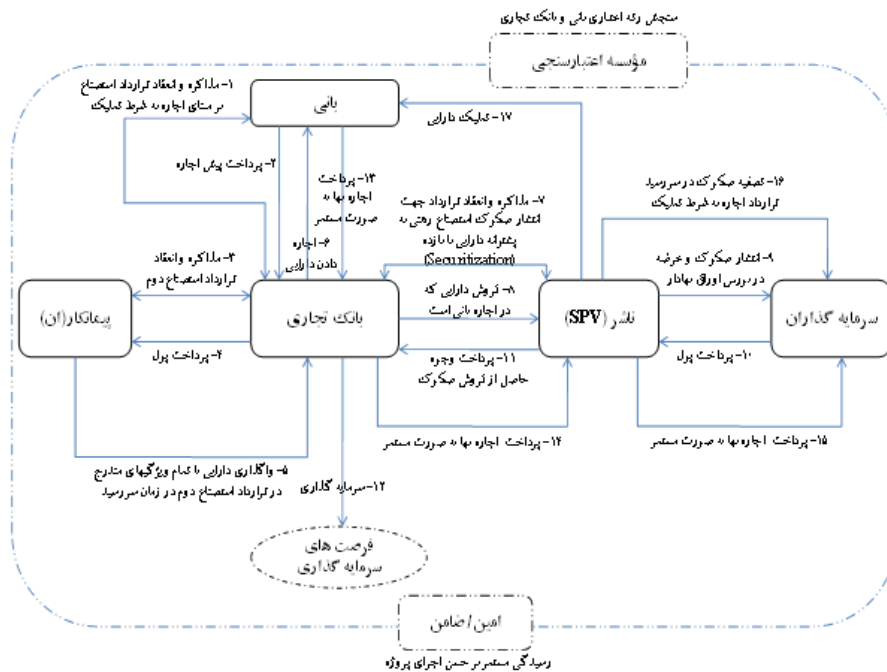 سنجش رتبه اعتباری بانی و بانک تجاری
مؤسسه اعتبارسنجی
۱- مذاکره و انعقاد قرارداد استصناع
بر مبنای اجاره به شرط تملیک
بانی
۱۷- تملیک دارایی
۲- پرداخت پیش اجاره
۱۳- پرداخت
اجاره بها به
صورت مستمر
۶- اجاره
دادن دارایی
۷- مذاکره و انعقاد قرارداد جهت
انتشار صکوک استصناع رهنی به
پشتوانه دارایی با بازده
(Securitization)
۱۶- تصفیه صکوک در سررسید
قرارداد اجاره به شرط تملیک
۳- مذاکره وانعقاد
قرارداد استصناع دوم
۸- فروش دارایی که
در اجاره بانی است
۹- انتشار صکوک و عرضه
در بورس اوراق بهادار
پیمانکار(ان)
بانک تجاری
ناشر (SPV)
سرمایه گذاران
۴- پرداخت پول
۱۱- پرداخت وجوه
حاصل از فروش صکوک
۱۰- پرداخت پول
۱۴- پرداخت اجاره بها به صورت مستمر
۱۵- پرداخت اجاره بها به صورت مستمر
۵- واگذاری دارایی با تمام ویژگیهای مندرج
در قرارداد استصناع دوم در زمان سررسید
۱۲- سرمایه گذاری
فرصت های
سرمایه گذاری
امین/ ضامن
رسیدگی مستمر بر حسن اجرای پروژه